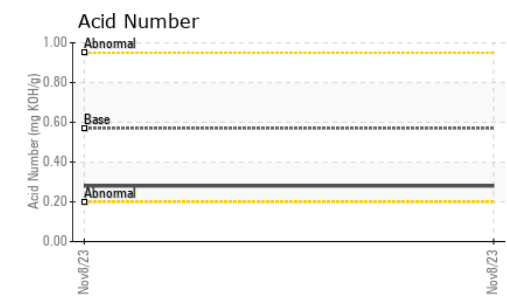 Acid Number
1.00
Abnormal
0.80
0.60
Base
0.40
Abnormal
0.20
0.00
Acid Number (mg KOH/g)
Nov8/23
Nov8/23